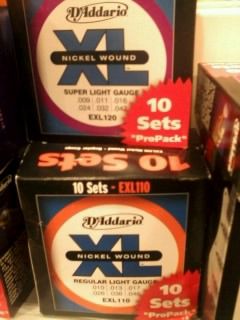 D'Addario
XL
NICKEL WOUND
SUPER LIGHT GAUGE
.009 .011 .016
.024 .032 .042
EXL120
10
Sets
"ProPack"
10 Sets
10 Sets - EXL110
D'Addario
XL
NICKEL WOUND
REGULAR LIGHT GAUGE
.010 .013 .017
.026 .036 .046
EXL110
10
Sets
"ProPack"